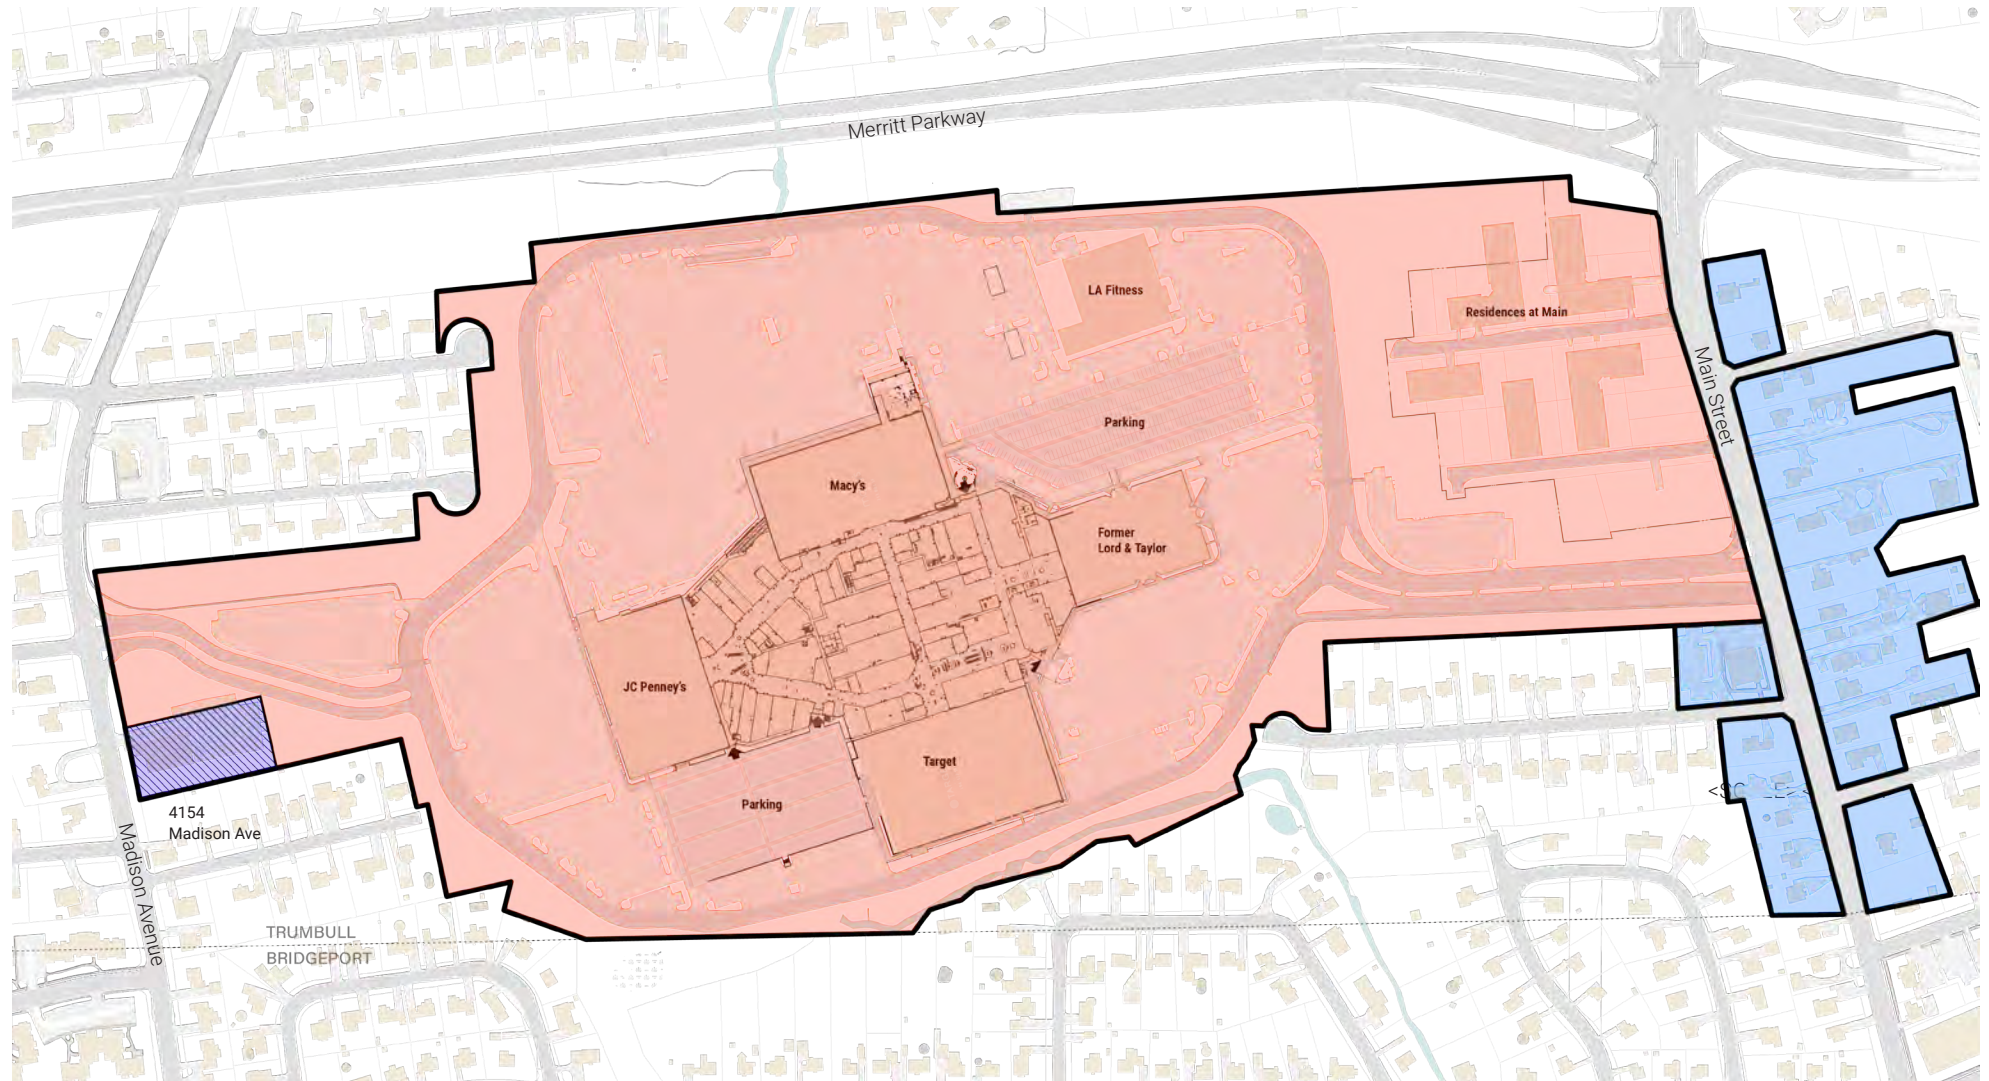 Merritt Parkway
LA Fitness
Residences at Main
Main Street
Parking
Macy's
Former
Lord & Taylor
JC Penney's
Target
Parking
4154
Madison Ave
Madison Avenue
TRUMBULL
BRIDGEPORT